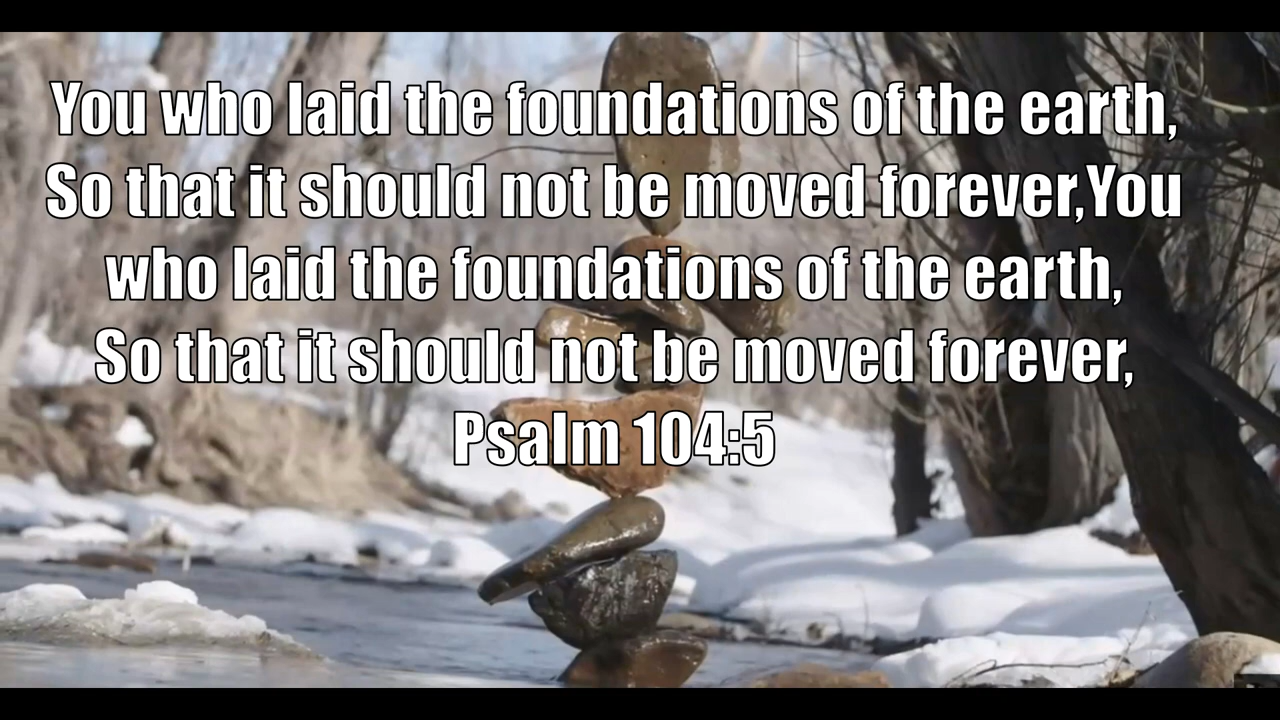 You who laid the foundations of the earth,
So that it should not be moved forever,You
who laid the foundations of the earth,
So that it should not be moved forever,
Psalm 104:5